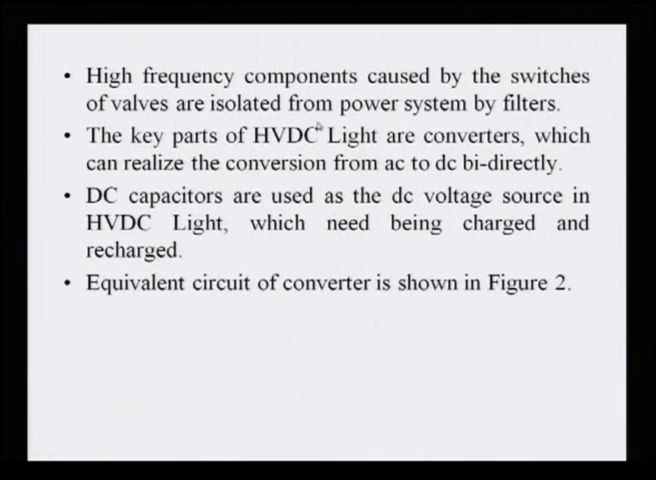 • High frequency components caused by the switches
of valves are isolated from power system by filters.
• The key parts of HVDC Light are converters, which
can realize the conversion from ac to dc bi-directly.
• DC capacitors are used as the dc voltage source in
HVDC Light, which need being charged and
recharged.
• Equivalent circuit of converter is shown in Figure 2.